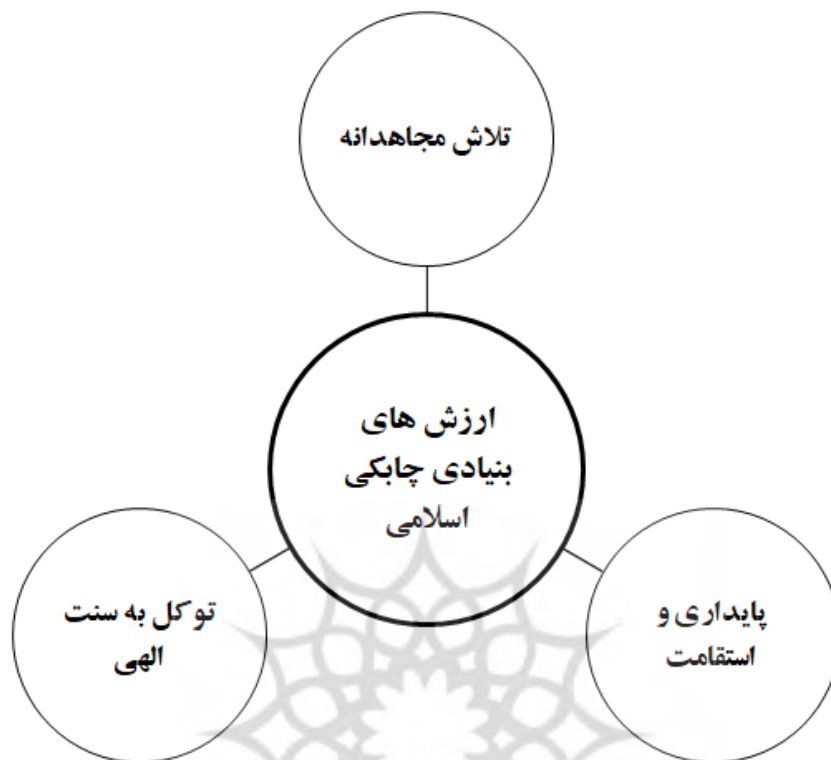 تلاش مجاهدانه
ارزش های
بنیادی چابکی
اسلامی
پایداری و
استقامت
توکل به سنت
الهی